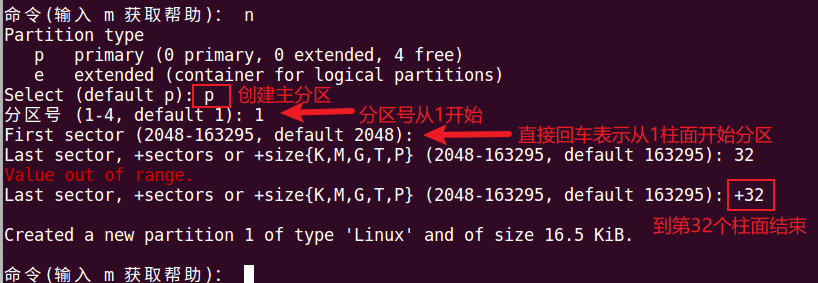 命令(输入 m 获取帮助)： n
Partition type
p primary (0 primary, 0 extended, 4 free)
e extended (container for logical partitions)
Select (default p): p 创建主分区
分区号 (1-4, default 1): 1 分区号从1开始
First sector (2048-163295, default 2048): 直接回车表示从1柱面开始分区
Last sector, +sectors or +size{K,M,G,T,P} (2048-163295, default 163295): 32
Value out of range.
Last sector, +sectors or +size{K,M,G,T,P} (2048-163295, default 163295): +32
到第32个柱面结束
Created a new partition 1 of type 'Linux' and of size 16.5 KiB.
命令(输入 m 获取帮助)：